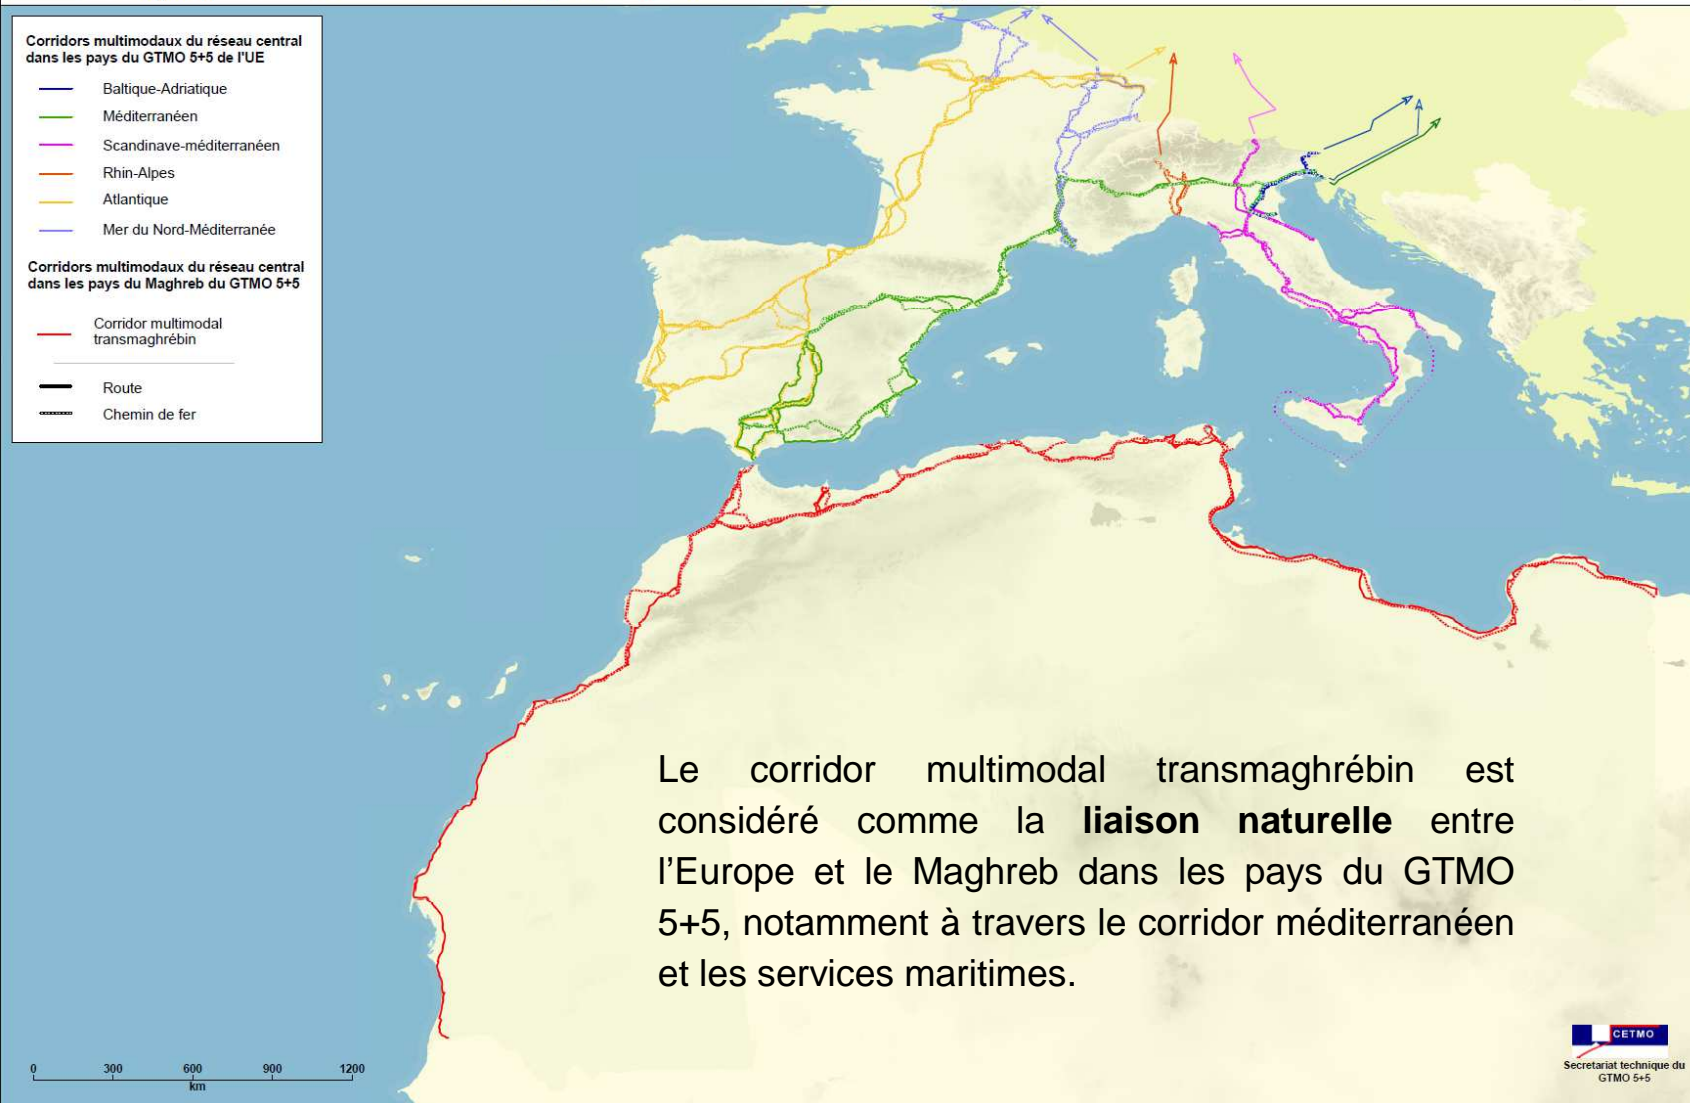 Corridors multimodaux du réseau central
dans les pays du GTMO 5+5 de l'UE
Baltique-Adriatique
Méditerranéen
Scandinave-méditerranéen
Rhin-Alpes
Atlantique
Mer du Nord-Méditerranée
Corridors multimodaux du réseau central
dans les pays du Maghreb du GTMO 5+5
Corridor multimodal
transmaghrébin
Route
Chemin de fer
Le corridor multimodal transmaghrébin est
considéré comme la liaison naturelle entre
l’Europe et le Maghreb dans les pays du GTMO
5+5, notamment à travers le corridor méditerranéen
et les services maritimes.
0 300 600 900 1200
km
CETMO
Secretariat technique du
GTMO 5+5